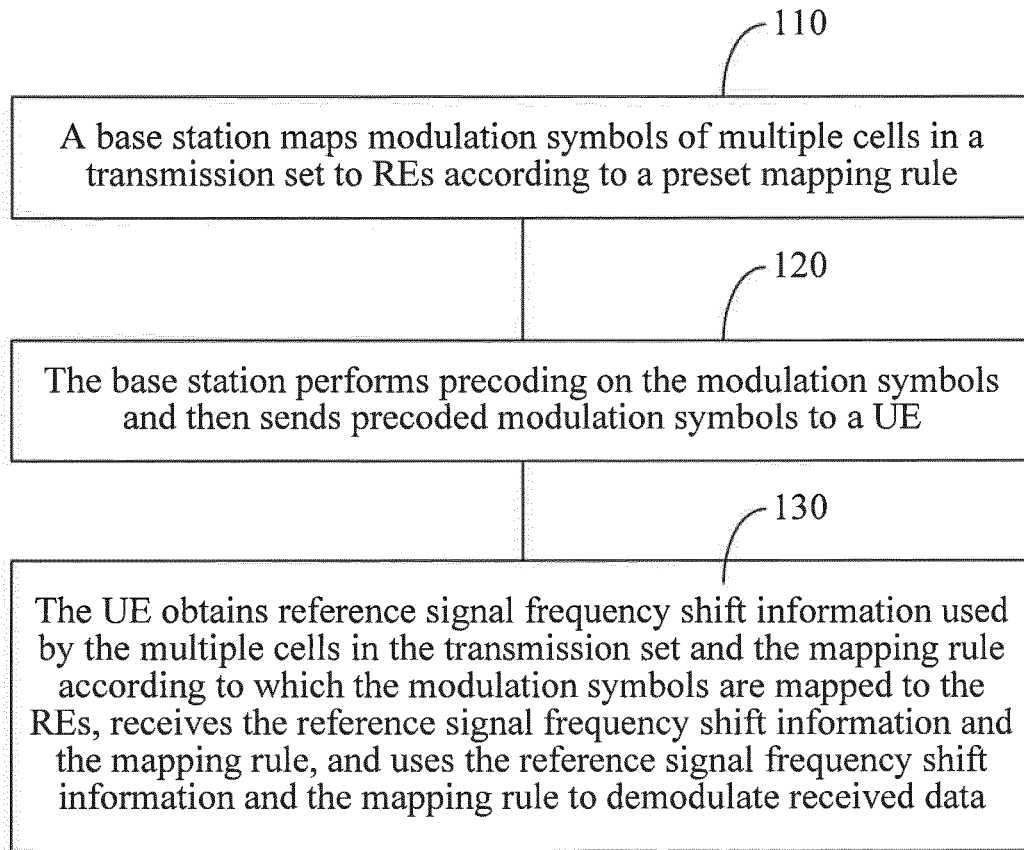 110
A base station maps modulation symbols of multiple cells in a
transmission set to REs according to a preset mapping rule
120
The base station performs precoding on the modulation symbols
and then sends precoded modulation symbols to a UE
130
The UE obtains reference signal frequency shift information used
by the multiple cells in the transmission set and the mapping rule
according to which the modulation symbols are mapped to the
REs, receives the reference signal frequency shift information and
the mapping rule, and uses the reference signal frequency shift
information and the mapping rule to demodulate received data